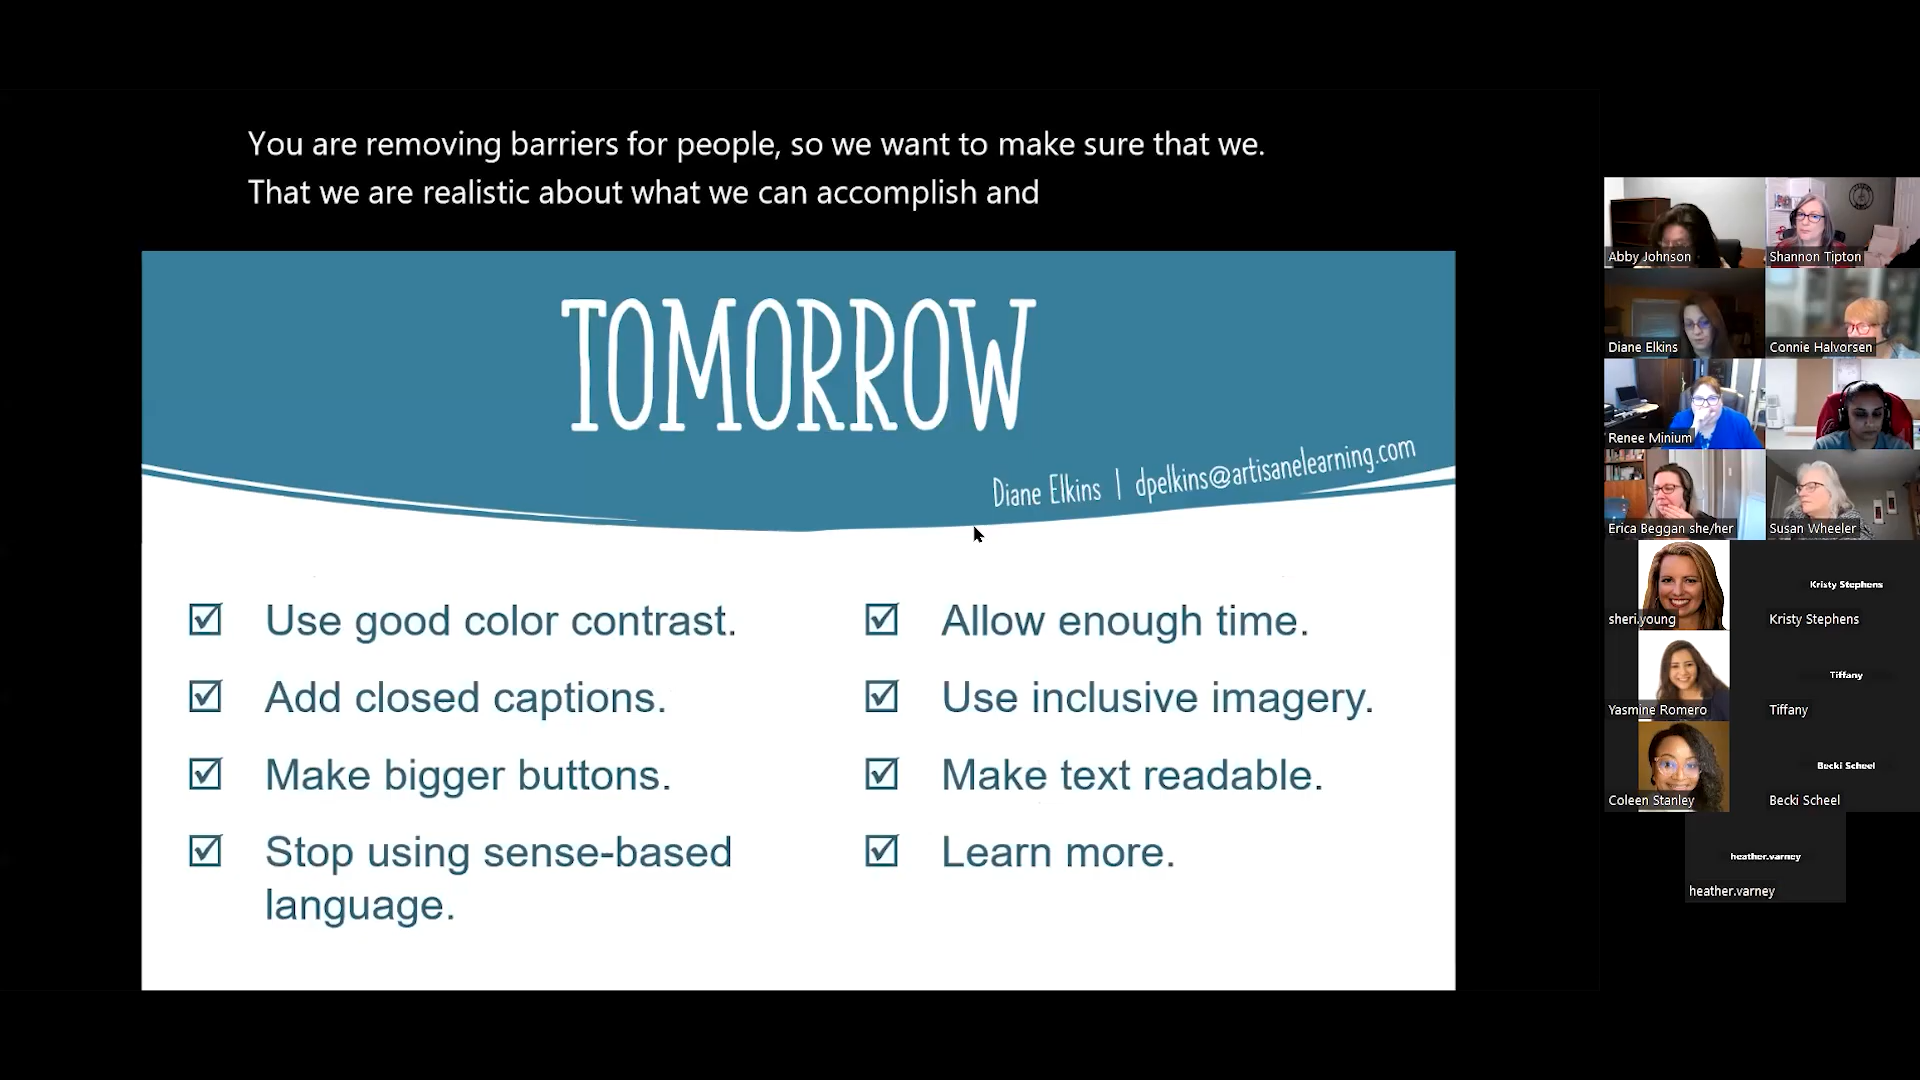 You are removing barriers for people, so we want to make sure that we.
That we are realistic about what we can accomplish and
TOMORROW
Diane Elkins | dpelkins@artisanelearning.com
Use good color contrast.
Add closed captions.
Make bigger buttons.
Stop using sense-based
language.
Allow enough time.
Use inclusive imagery.
Make text readable.
Learn more.
Abby Johnson
Shannon Tipton
Diane Elkins
Connie Halvorsen
Renee Minium
Erica Beggan she/her
Susan Wheeler
sheri.young
Kristy Stephens
Kristy Stephens
Yasmine Romero
Tiffany
Tiffany
Coleen Stanley
Becki Scheel
Becki Scheel
heather.varney
heather.varney